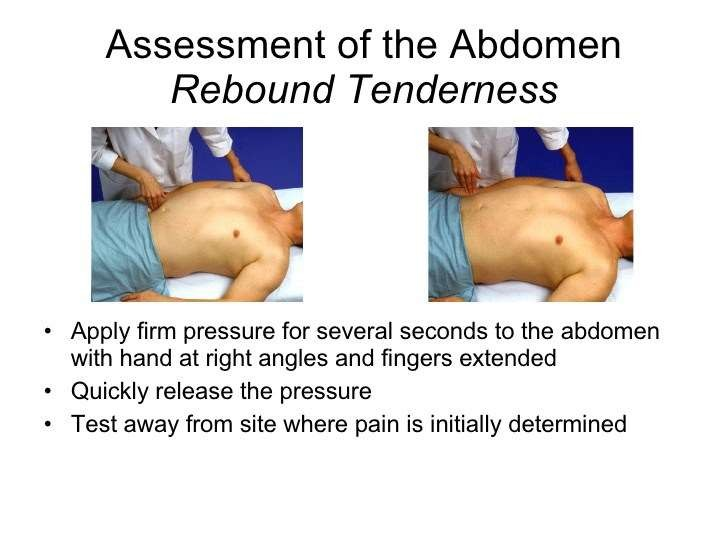 Assessment of the Abdomen
Rebound Tenderness
• Apply firm pressure for several seconds to the abdomen
with hand at right angles and fingers extended
• Quickly release the pressure
• Test away from site where pain is initially determined